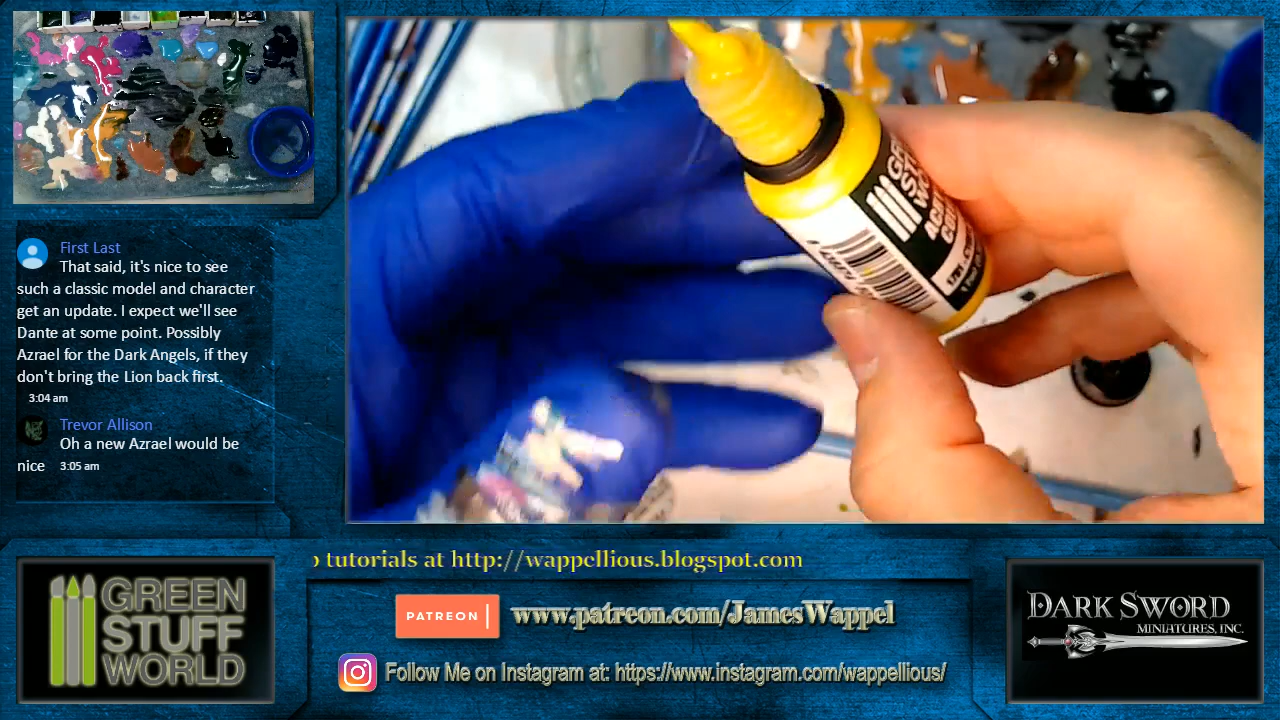 First Last
That said, it's nice to see
such a classic model and character
get an update. I expect we'll see
Dante at some point. Possibly
Azrael for the Dark Angels, if they
don't bring the Lion back first.
3:04 am
Trevor Allison
Oh a new Azrael would be
nice 3:05 am
tutorials at http://wappellious.blogspot.com
PATREON
www.patreon.com/JamesWappel
Follow Me on Instagram at: https://www.instagram.com/wappellious/
GREEN
STUFF
WORLD
DARK SWORD
MINIATURES, INC.